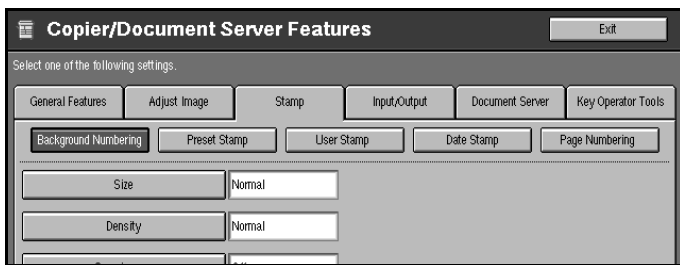 Copier/Document Server Features Exit
Select one of the following settings.
General Features Adjust Image Stamp Input/Output Document Server Key Operator Tools
Background Numbering Preset Stamp User Stamp Date Stamp Page Numbering
Size Normal
Density Normal